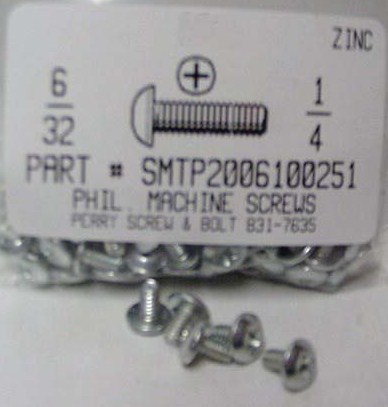 ZINC
6
32
1
4
PART # SMTP2006100251
PHIL. MACHINE SCREWS
PERRY SCREW & BOLT 831-7635